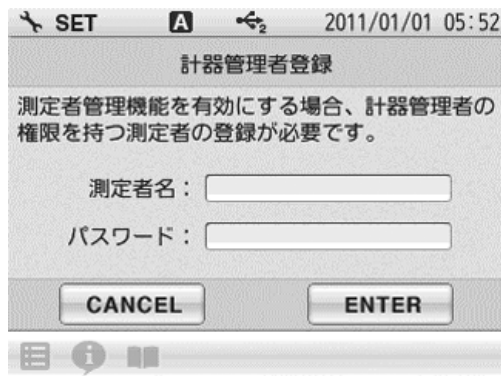 SET A 2 2011/01/01 05:52
計器管理者登録
測定者管理機能を有効にする場合、計器管理者の
権限を持つ測定者の登録が必要です。
測定者名：
パスワード：
CANCEL ENTER